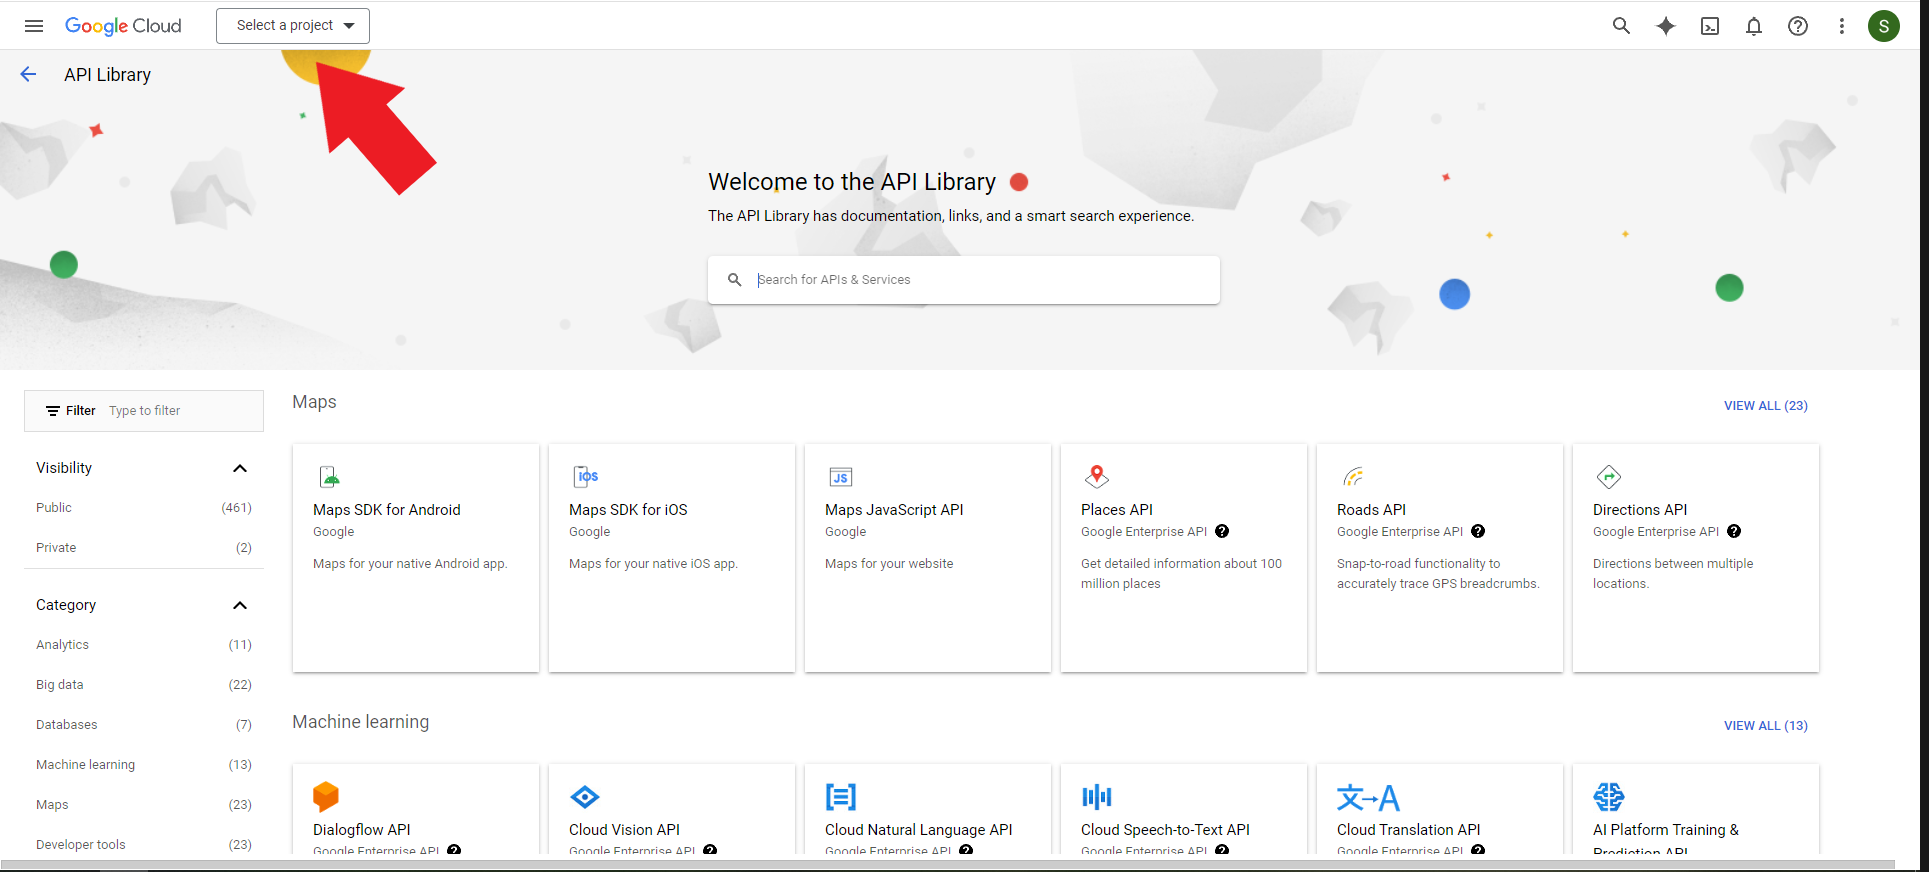 Google Cloud
Select a project
S
API Library
Welcome to the API Library
The API Library has documentation, links, and a smart search experience.
Search for APIs & Services
Filter Type to filter
Visibility
Public (461)
Private (2)
Category
Analytics (11)
Big data (22)
Databases (7)
Machine learning (13)
Maps (23)
Developer tools (23)
Maps
VIEW ALL (23)
Maps SDK for Android
Google
Maps for your native Android app.
iOS
Maps SDK for iOS
Google
Maps for your native iOS app.
JS
Maps JavaScript API
Google
Maps for your website
Places API
Google Enterprise API
Get detailed information about 100
million places
Roads API
Google Enterprise API
Snap-to-road functionality to
accurately trace GPS breadcrumbs.
Directions API
Google Enterprise API
Directions between multiple
locations.
Machine learning
VIEW ALL (13)
Dialogflow API
Google Enterprise API
Cloud Vision API
Google Enterprise API
Cloud Natural Language API
Google Enterprise API
Cloud Speech-to-Text API
Google Enterprise API
文→A
Cloud Translation API
Google Enterprise API
AI Platform Training &
Prediction API